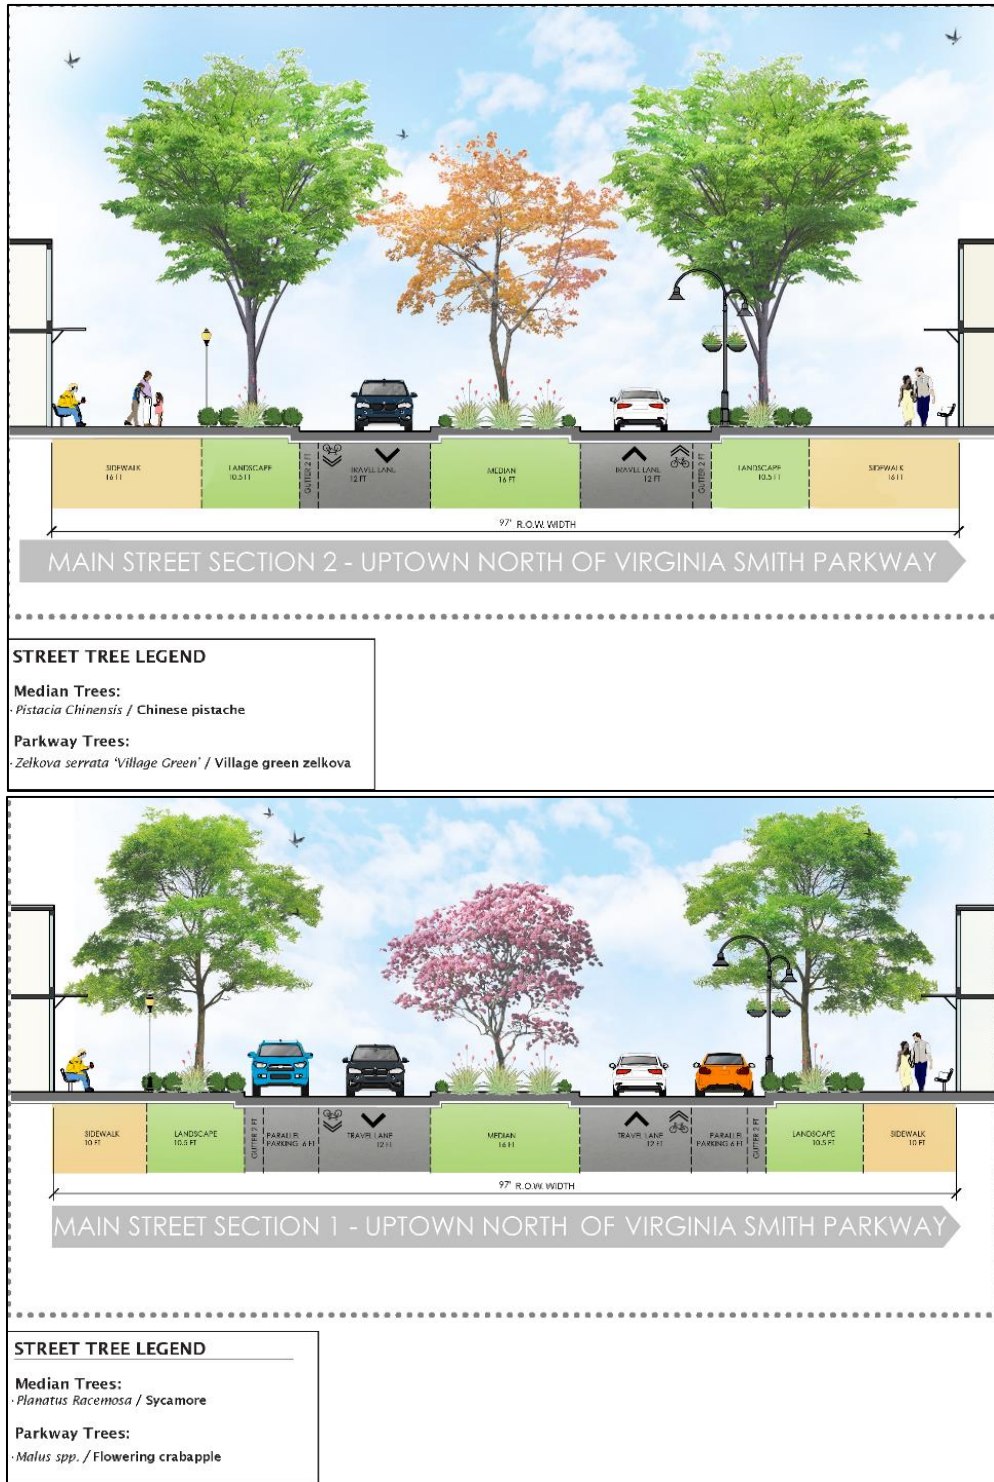 SIDEWALK
16 FT
LANDSCAPE
10.5 FT
GUTTER 2 FT
TRAVEL LANE
12 FT
MEDIAN
16 FT
TRAVEL LANE
12 FT
GUTTER 2 FT
LANDSCAPE
10.5 FT
SIDEWALK
16 FT
97' R.O.W. WIDTH
MAIN STREET SECTION 2 - UPTOWN NORTH OF VIRGINIA SMITH PARKWAY
STREET TREE LEGEND
Median Trees:
· Pistacia Chinensis / Chinese pistache
Parkway Trees:
· Zelkova serrata ‘Village Green’ / Village green zelkova
SIDEWALK
10 FT
LANDSCAPE
10.5 FT
GUTTER 2 FT
PARALLEL
PARKING 6 FT
TRAVEL LANE
12 FT
MEDIAN
16 FT
TRAVEL LANE
12 FT
PARALLEL
PARKING 6 FT
GUTTER 2 FT
LANDSCAPE
10.5 FT
SIDEWALK
10 FT
97' R.O.W. WIDTH
MAIN STREET SECTION 1 - UPTOWN NORTH OF VIRGINIA SMITH PARKWAY
STREET TREE LEGEND
Median Trees:
· Planatus Racemosa / Sycamore
Parkway Trees:
· Malus spp. / Flowering crabapple